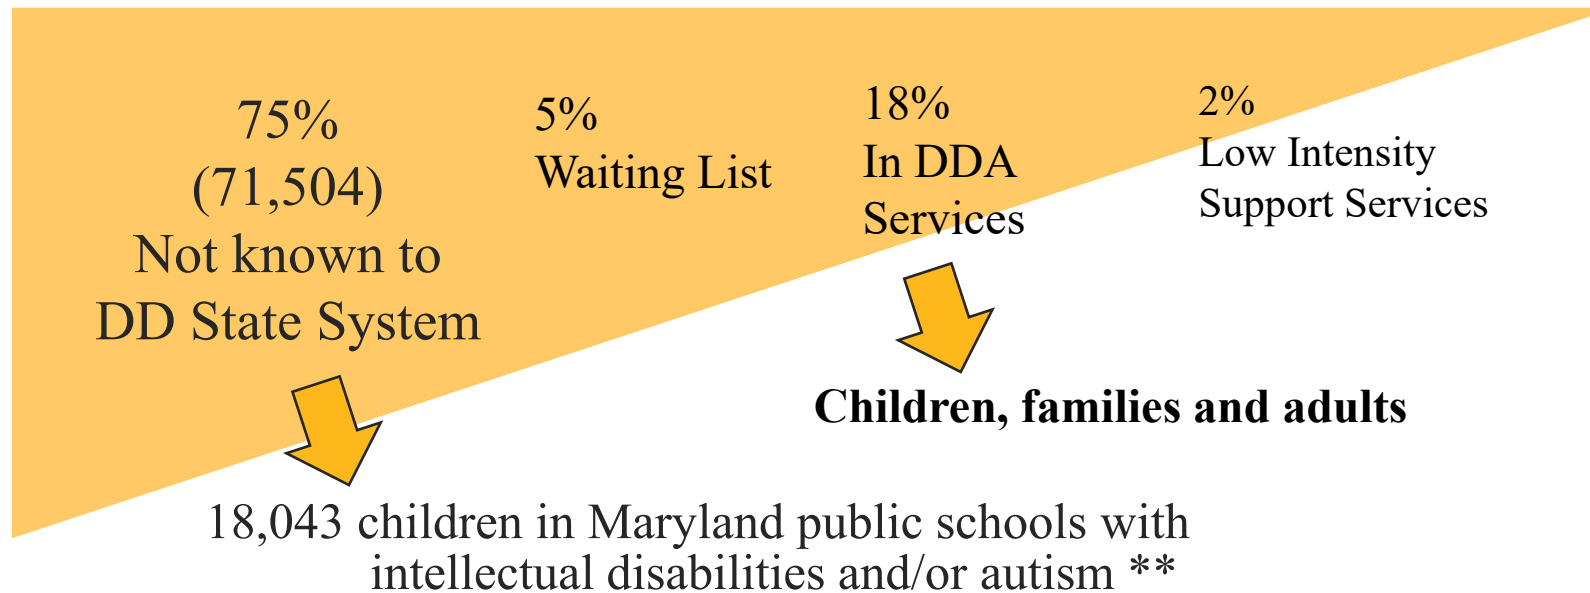 75%
(71,504)
Not known to
DD State System
5%
Waiting List
18%
In DDA
Services
2%
Low Intensity
Support Services
Children, families and adults
18,043 children in Maryland public schools with
intellectual disabilities and/or autism **